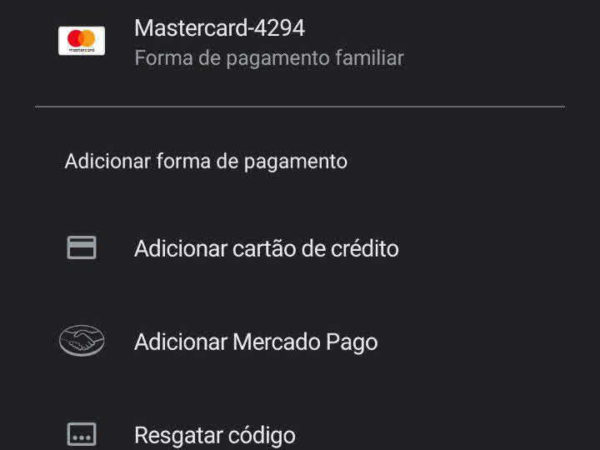 Mastercard-4294
mastercard
Forma de pagamento familiar
Adicionar forma de pagamento
Adicionar cartão de crédito
Adicionar Mercado Pago
Resgatar código